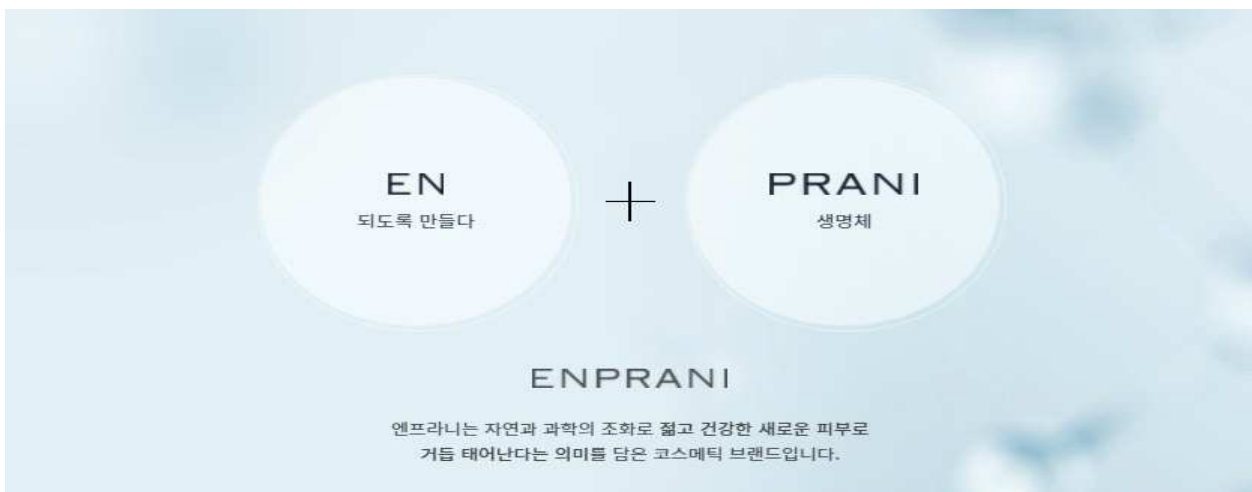 EN
되도록 만들다
PRANI
생명체
ENPRANI
엔프라니는 자연과 과학의 조화로 젊고 건강한 새로운 피부로
거듭 태어난다는 의미를 담은 코스메틱 브랜드입니다.